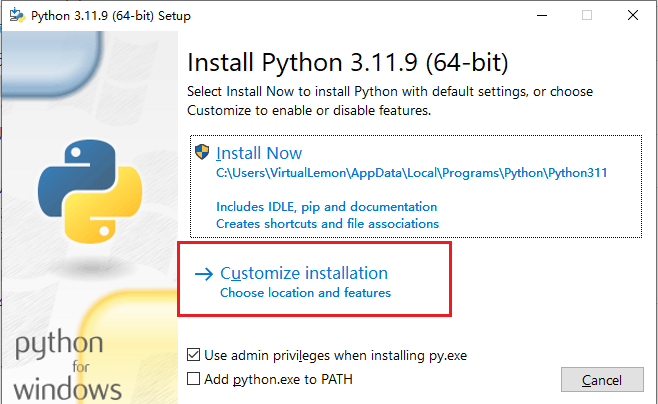 Python 3.11.9 (64-bit) Setup
Install Python 3.11.9 (64-bit)
Select Install Now to install Python with default settings, or choose
Customize to enable or disable features.
Install Now
C:\Users\VirtualLemon\AppData\Local\Programs\Python\Python311
Includes IDLE, pip and documentation
Creates shortcuts and file associations
Customize installation
Choose location and features
Use admin privileges when installing py.exe
Add python.exe to PATH
python
for
windows
Cancel